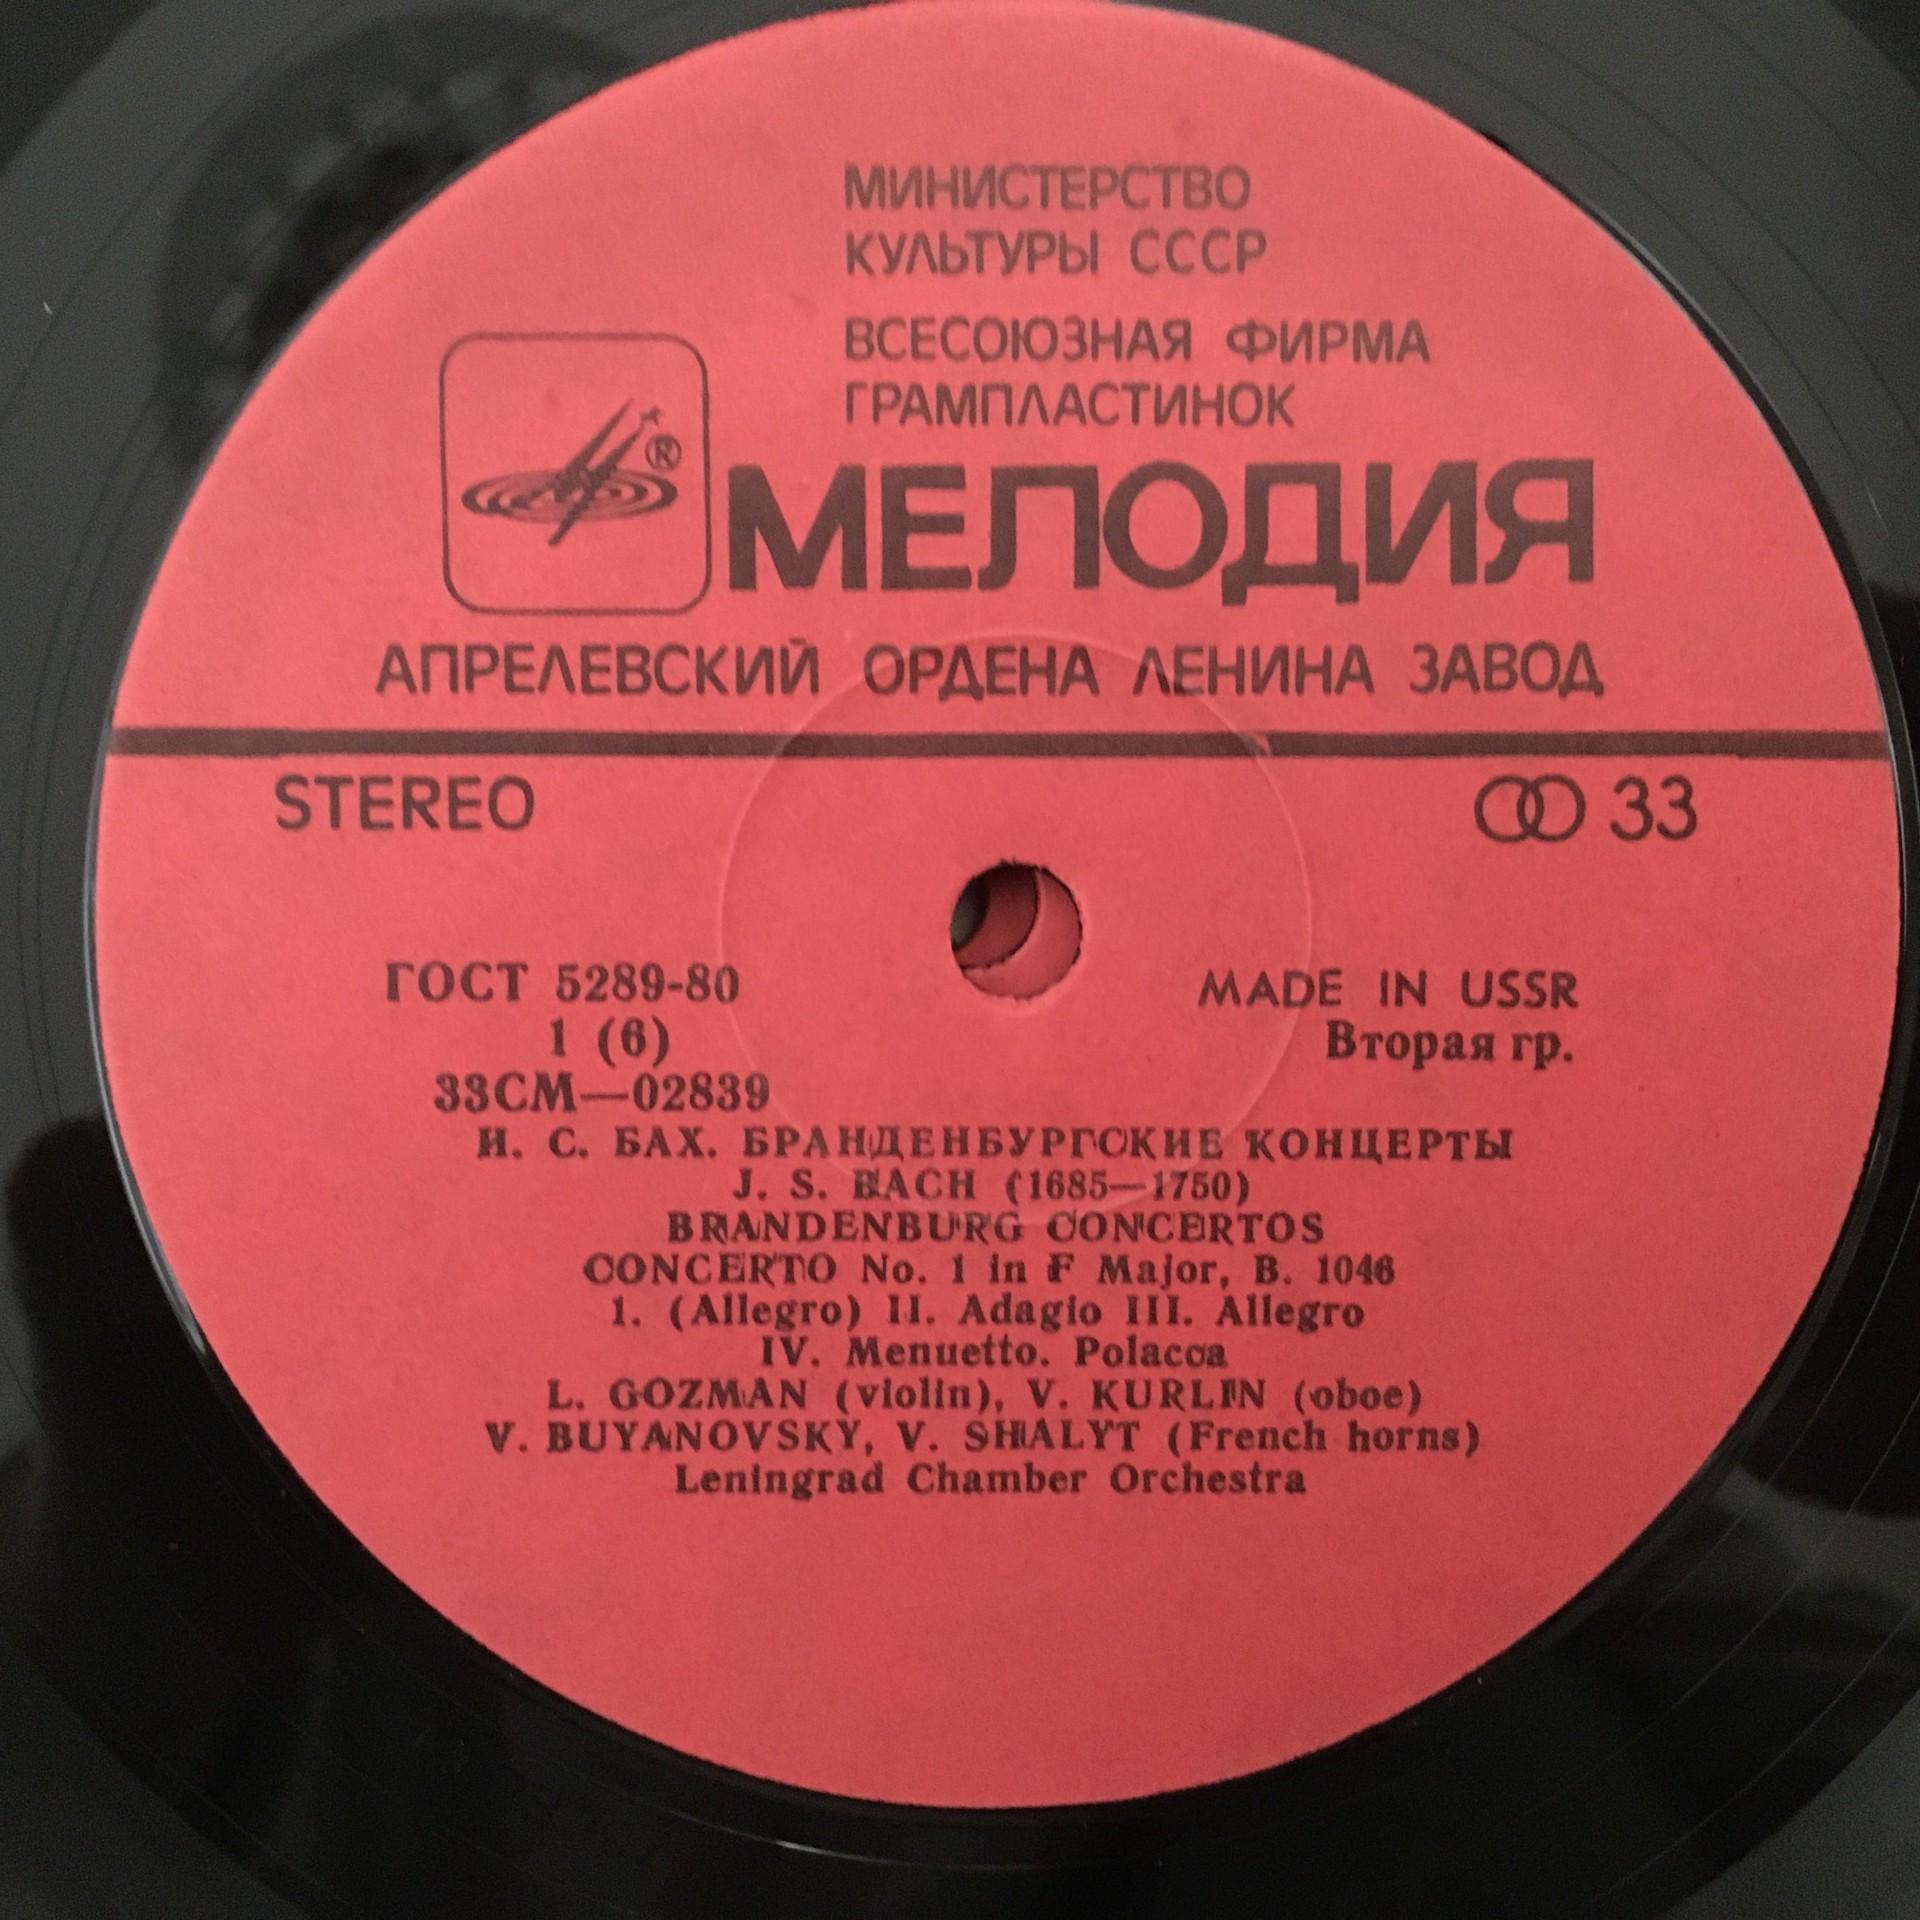 МИНИСТЕРСТВО
КУЛЬТУРЫ СССР
ВСЕСОЮЗНАЯ ФИРМА
ГРАМПЛАСТИНОК
® МЕЛОДИЯ
АПРЕЛЕВСКИЙ ОРДЕНА ЛЕНИНА ЗАВОД
STEREO 33
ГОСТ 5289-80 MADE IN USSR
1 (6) Вторая гр.
33СМ—02839
И. С. БАХ. БРАНДЕНБУРГСКИЕ КОНЦЕРТЫ
J. S. BACH (1685—1750)
BRANDENBURG CONCERTOS
CONCERTO No. 1 in F Major, B. 1046
I. (Allegro) II. Adagio III. Allegro
IV. Menuetto. Polacca
L. GOZMAN (violin), V. KURLIN (oboe)
V. BUYANOVSKY, V. SHALYT (French horns)
Leningrad Chamber Orchestra